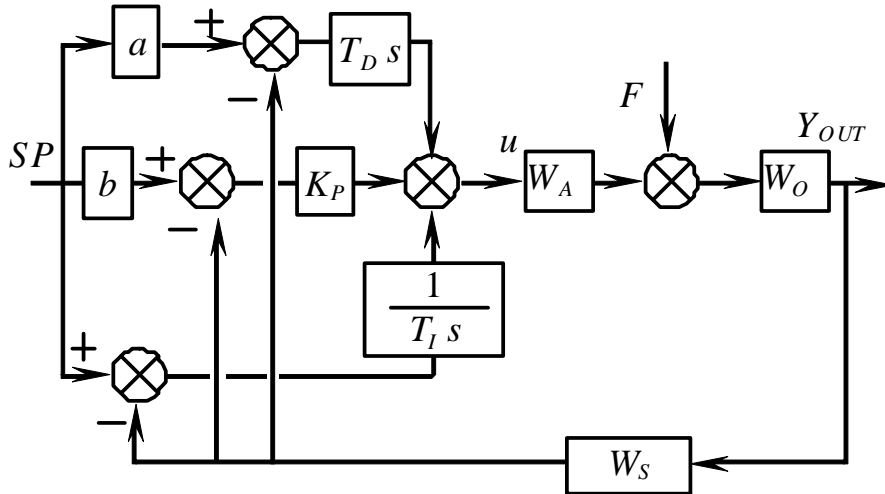 +
a
T_D s
−
F
Y_OUT
SP
u
+
b
K_P
W_A
W_O
−
1
T_I s
+
−
W_S